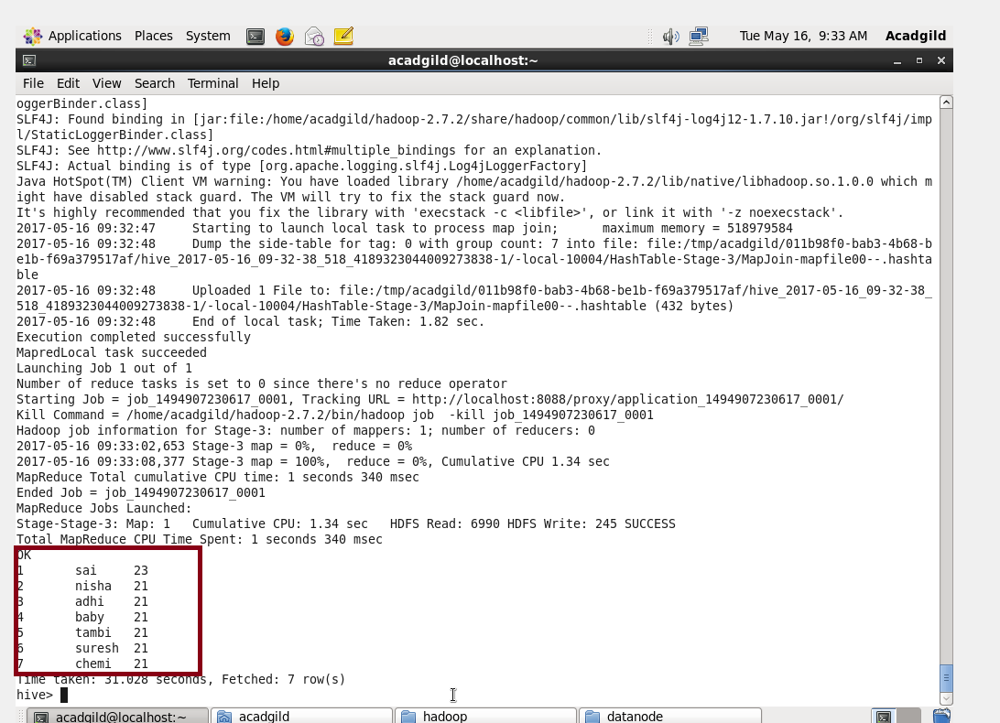 Applications Places System Tue May 16, 9:33 AM Acadgild
acadgild@localhost:~
File Edit View Search Terminal Help
oggerBinder.class]
SLF4J: Found binding in [jar:file:/home/acadgild/hadoop-2.7.2/share/hadoop/common/lib/slf4j-log4j12-1.7.10.jar!/org/slf4j/imp
l/StaticLoggerBinder.class]
SLF4J: See http://www.slf4j.org/codes.html#multiple_bindings for an explanation.
SLF4J: Actual binding is of type [org.apache.logging.slf4j.Log4jLoggerFactory]
Java HotSpot(TM) Client VM warning: You have loaded library /home/acadgild/hadoop-2.7.2/lib/native/libhadoop.so.1.0.0 which m
ight have disabled stack guard. The VM will try to fix the stack guard now.
It's highly recommended that you fix the library with 'execstack -c <libfile>', or link it with '-z noexecstack'.
2017-05-16 09:32:47 Starting to launch local task to process map join; maximum memory = 518979584
2017-05-16 09:32:48 Dump the side-table for tag: 0 with group count: 7 into file: file:/tmp/acadgild/011b98f0-bab3-4b68-b
e1b-f69a379517af/hive_2017-05-16_09-32-38_518_4189323044009273838-1/-local-10004/HashTable-Stage-3/MapJoin-mapfile00--.hashta
ble
2017-05-16 09:32:48 Uploaded 1 File to: file:/tmp/acadgild/011b98f0-bab3-4b68-be1b-f69a379517af/hive_2017-05-16_09-32-38_
518_4189323044009273838-1/-local-10004/HashTable-Stage-3/MapJoin-mapfile00--.hashtable (432 bytes)
2017-05-16 09:32:48 End of local task; Time Taken: 1.82 sec.
Execution completed successfully
MapredLocal task succeeded
Launching Job 1 out of 1
Number of reduce tasks is set to 0 since there's no reduce operator
Starting Job = job_1494907230617_0001, Tracking URL = http://localhost:8088/proxy/application_1494907230617_0001/
Kill Command = /home/acadgild/hadoop-2.7.2/bin/hadoop job  -kill job_1494907230617_0001
Hadoop job information for Stage-3: number of mappers: 1; number of reducers: 0
2017-05-16 09:33:02,653 Stage-3 map = 0%,  reduce = 0%
2017-05-16 09:33:08,377 Stage-3 map = 100%,  reduce = 0%, Cumulative CPU 1.34 sec
MapReduce Total cumulative CPU time: 1 seconds 340 msec
Ended Job = job_1494907230617_0001
MapReduce Jobs Launched:
Stage-Stage-3: Map: 1   Cumulative CPU: 1.34 sec   HDFS Read: 6990 HDFS Write: 245 SUCCESS
Total MapReduce CPU Time Spent: 1 seconds 340 msec
OK
1 sai 23
2 nisha 21
3 adhi 21
4 baby 21
5 tambi 21
6 suresh 21
7 chemi 21
Time taken: 31.028 seconds, Fetched: 7 row(s)
hive>
acadgild@localhost:~ acadgild hadoop datanode